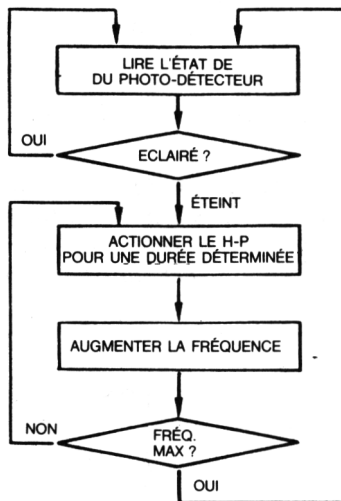 LIRE L'ÉTAT DE
DU PHOTO-DÉTECTEUR
OUI
ECLAIRÉ ?
ÉTEINT
ACTIONNER LE H-P
POUR UNE DURÉE DÉTERMINÉE
AUGMENTER LA FRÉQUENCE
NON
FRÉQ.
MAX ?
OUI